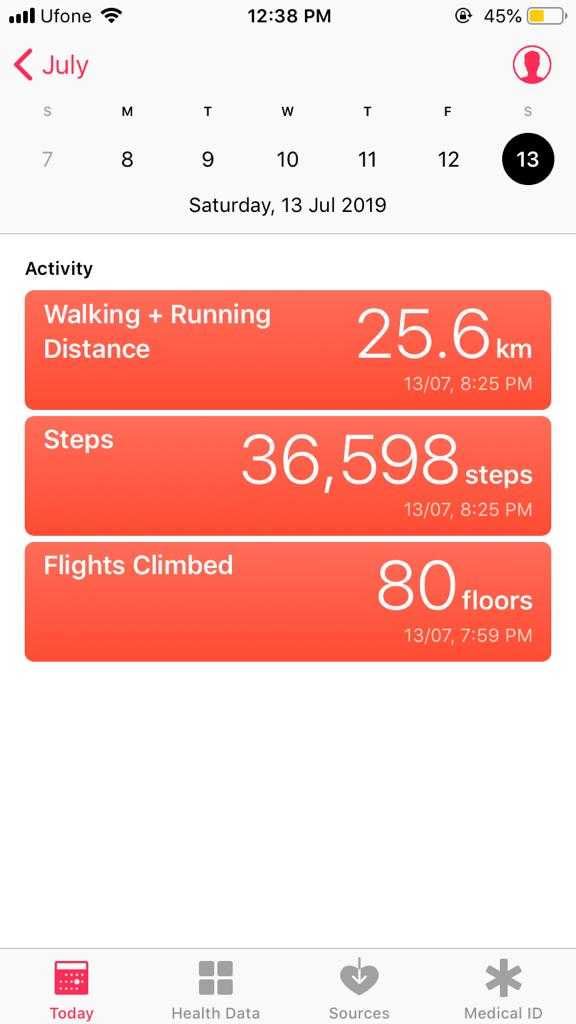 Ufone 12:38 PM 45%
July
S M T W T F S
7 8 9 10 11 12 13
Saturday, 13 Jul 2019
Activity
Walking + Running
Distance
25.6 km
13/07, 8:25 PM
Steps
36,598 steps
13/07, 8:25 PM
Flights Climbed
80 floors
13/07, 7:59 PM
Today Health Data Sources Medical ID